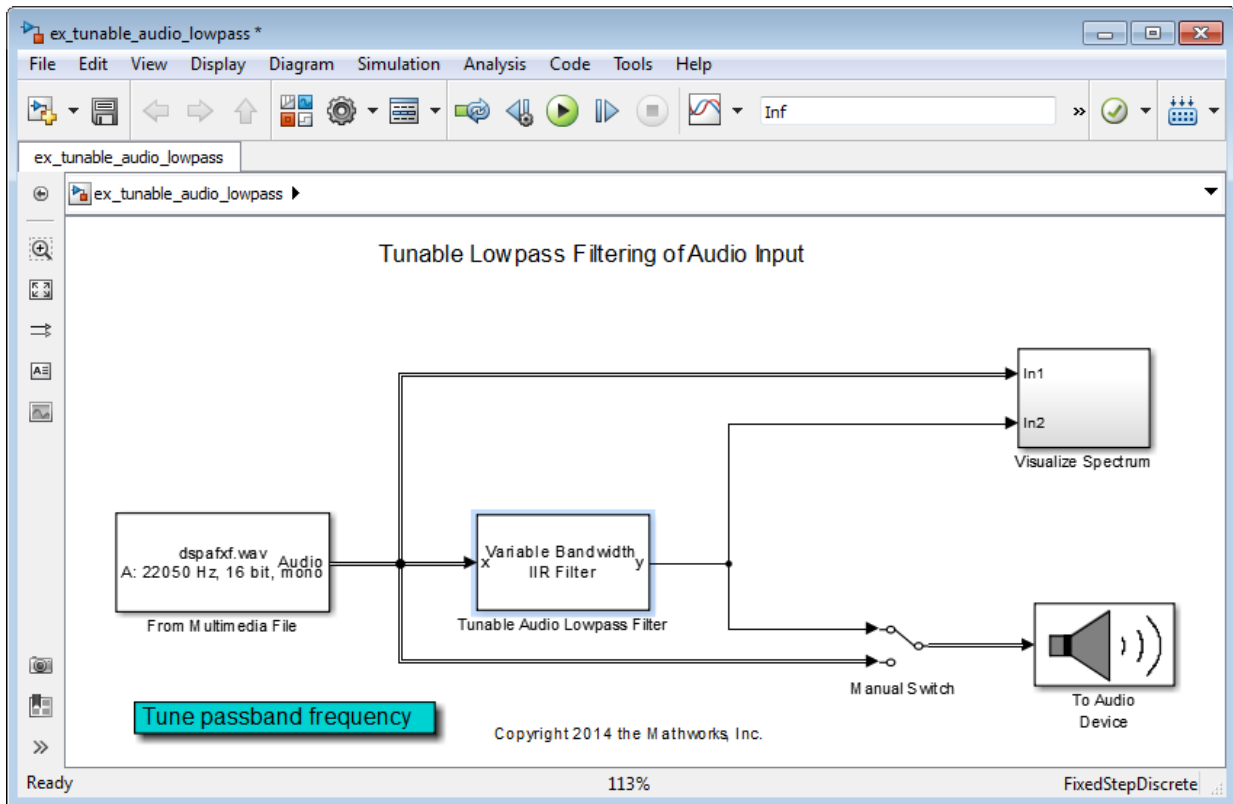 ex_tunable_audio_lowpass *
File Edit View Display Diagram Simulation Analysis Code Tools Help
Inf
»
ex_tunable_audio_lowpass
ex_tunable_audio_lowpass
Tunable Lowpass Filtering of Audio Input
In1
In2
Visualize Spectrum
dspafxf.wav
A: 22050 Hz, 16 bit, mono
Audio
From Multimedia File
x
Variable Bandwidth
IIR Filter
y
Tunable Audio Lowpass Filter
Manual Switch
To Audio
Device
Tune passband frequency
Copyright 2014 the Mathworks, Inc.
»
Ready 113% FixedStepDiscrete